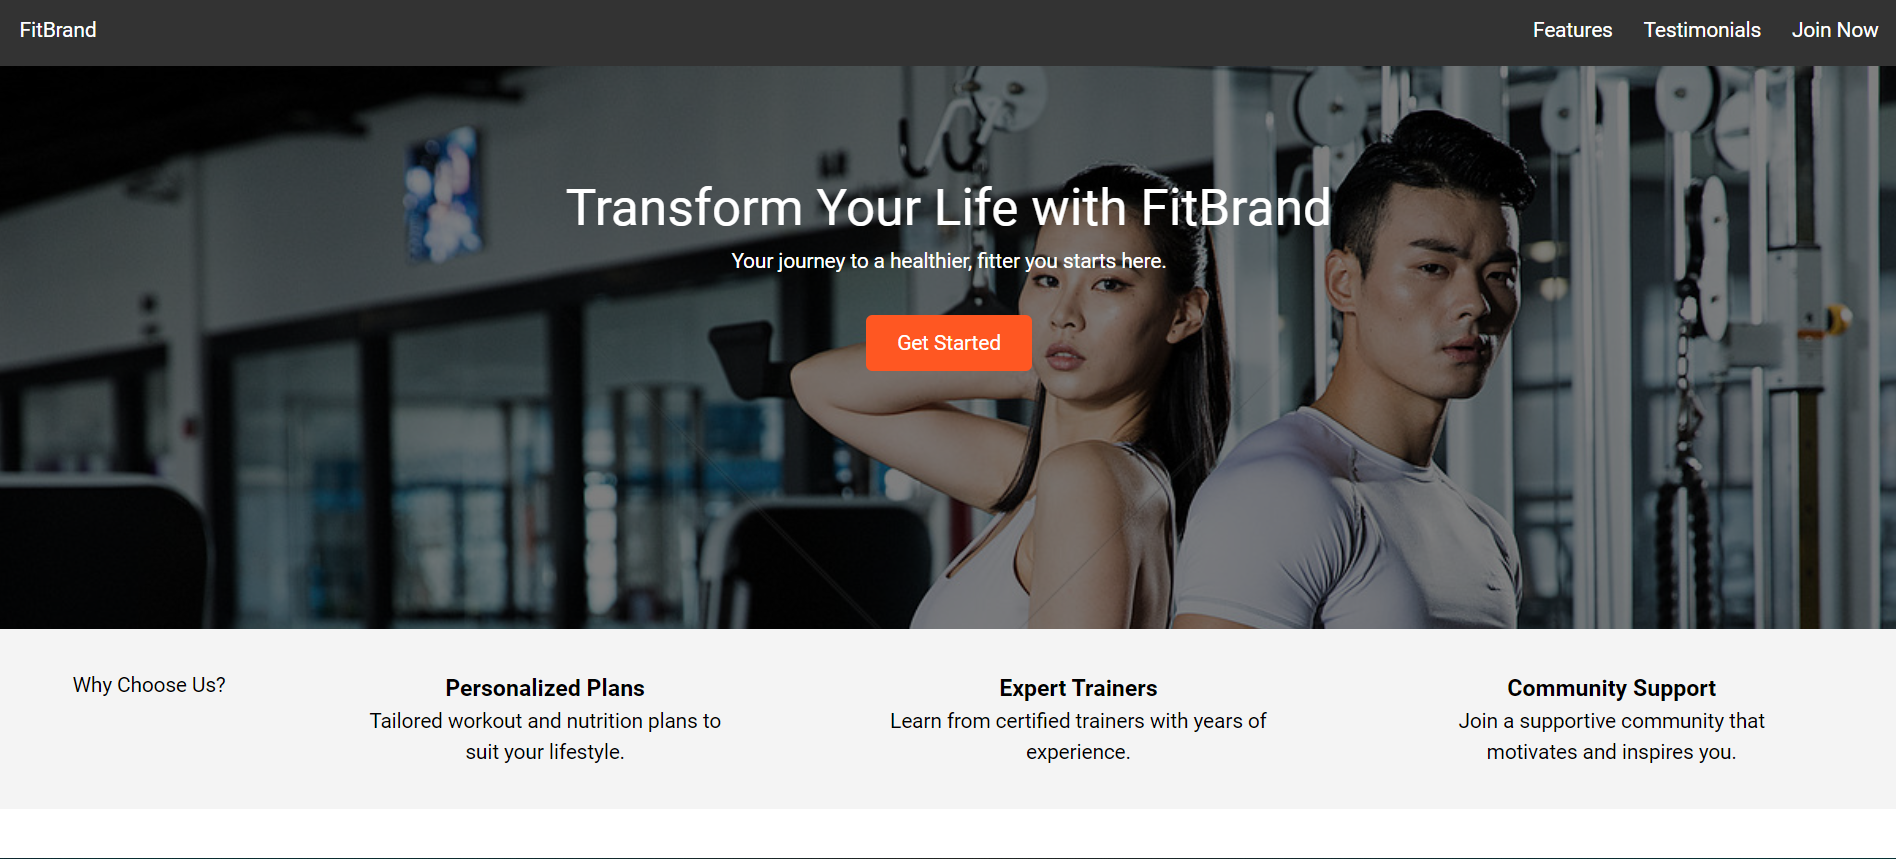 FitBrand
Features
Testimonials
Join Now
Transform Your Life with FitBrand
Your journey to a healthier, fitter you starts here.
Get Started
Why Choose Us?
Personalized Plans
Tailored workout and nutrition plans to
suit your lifestyle.
Expert Trainers
Learn from certified trainers with years of
experience.
Community Support
Join a supportive community that
motivates and inspires you.